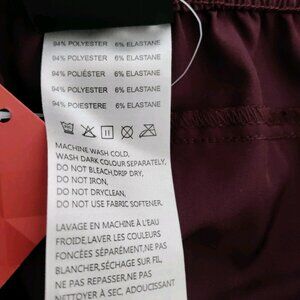 94% POLYESTER 6% ELASTANE
94% POLYESTER 6% ELASTANE
94% POLIÉSTER 6% ELASTANE
94% POLYESTER 6% ELASTANE
94% POIESTERE 6% ELASTANE
MACHINE WASH COLD,
WASH DARK COLOUR SEPARATELY,
DO NOT BLEACH,DRIP DRY,
DO NOT IRON,
DO NOT DRYCLEAN,
DO NOT USE FABRIC SOFTENER.
LAVAGE EN MACHINE À L'EAU
FROIDE,LAVER LES COULEURS
FONCÉES SÉPARÉMENT,NE PAS
BLANCHER,SÉCHAGE SUR FIL,
NE PAS REPASSER,NE PAS
NETTOYER À SEC, ADOUCISSANT